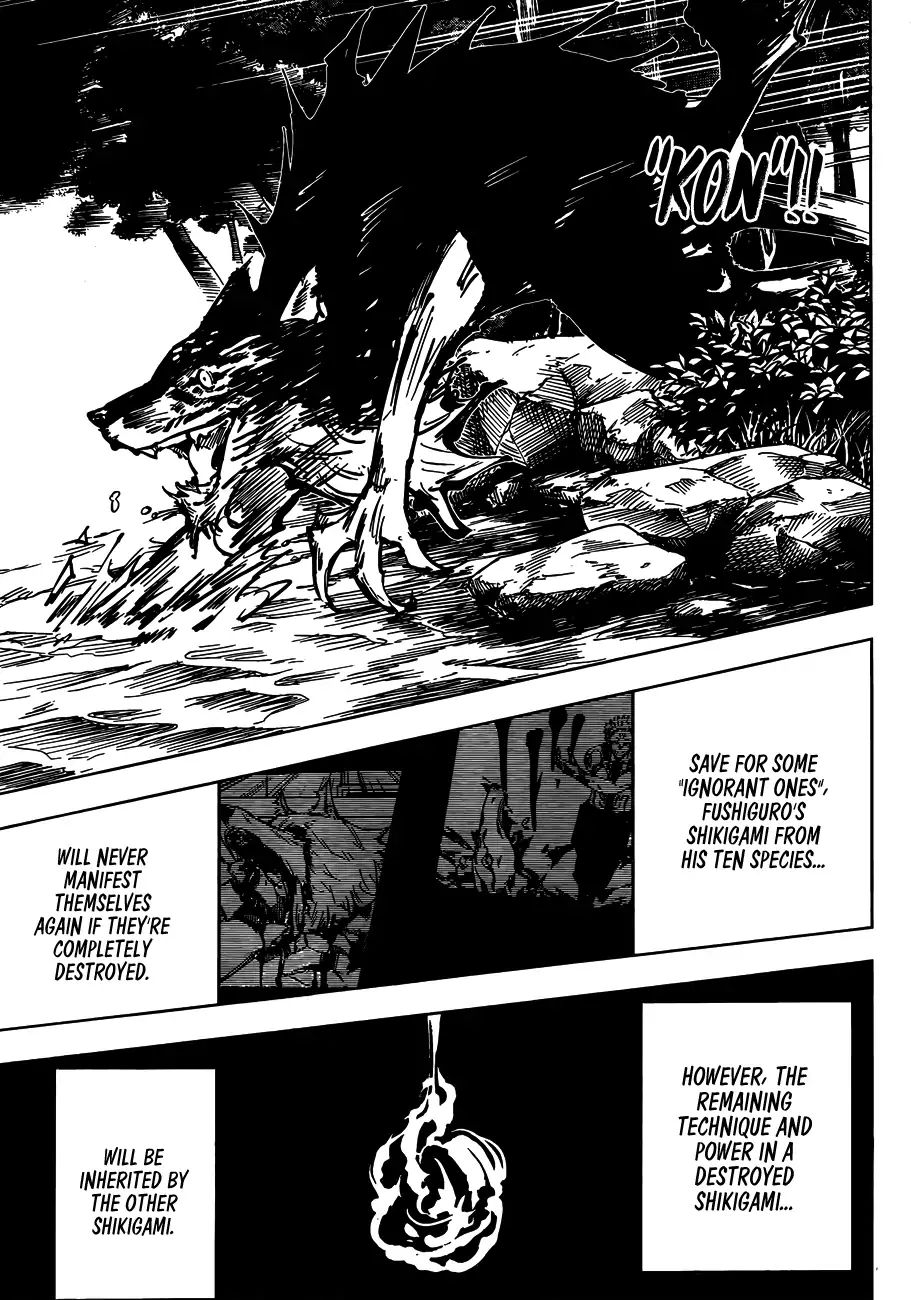 "KON"!!
SAVE FOR SOME
"IGNORANT ONES",
FUSHIGURO'S
SHIKIGAMI FROM
HIS TEN SPECIES...
WILL NEVER
MANIFEST
THEMSELVES
AGAIN IF THEY'RE
COMPLETELY
DESTROYED.
HOWEVER, THE
REMAINING
TECHNIQUE AND
POWER IN A
DESTROYED
SHIKIGAMI...
WILL BE
INHERITED BY
THE OTHER
SHIKIGAMI.